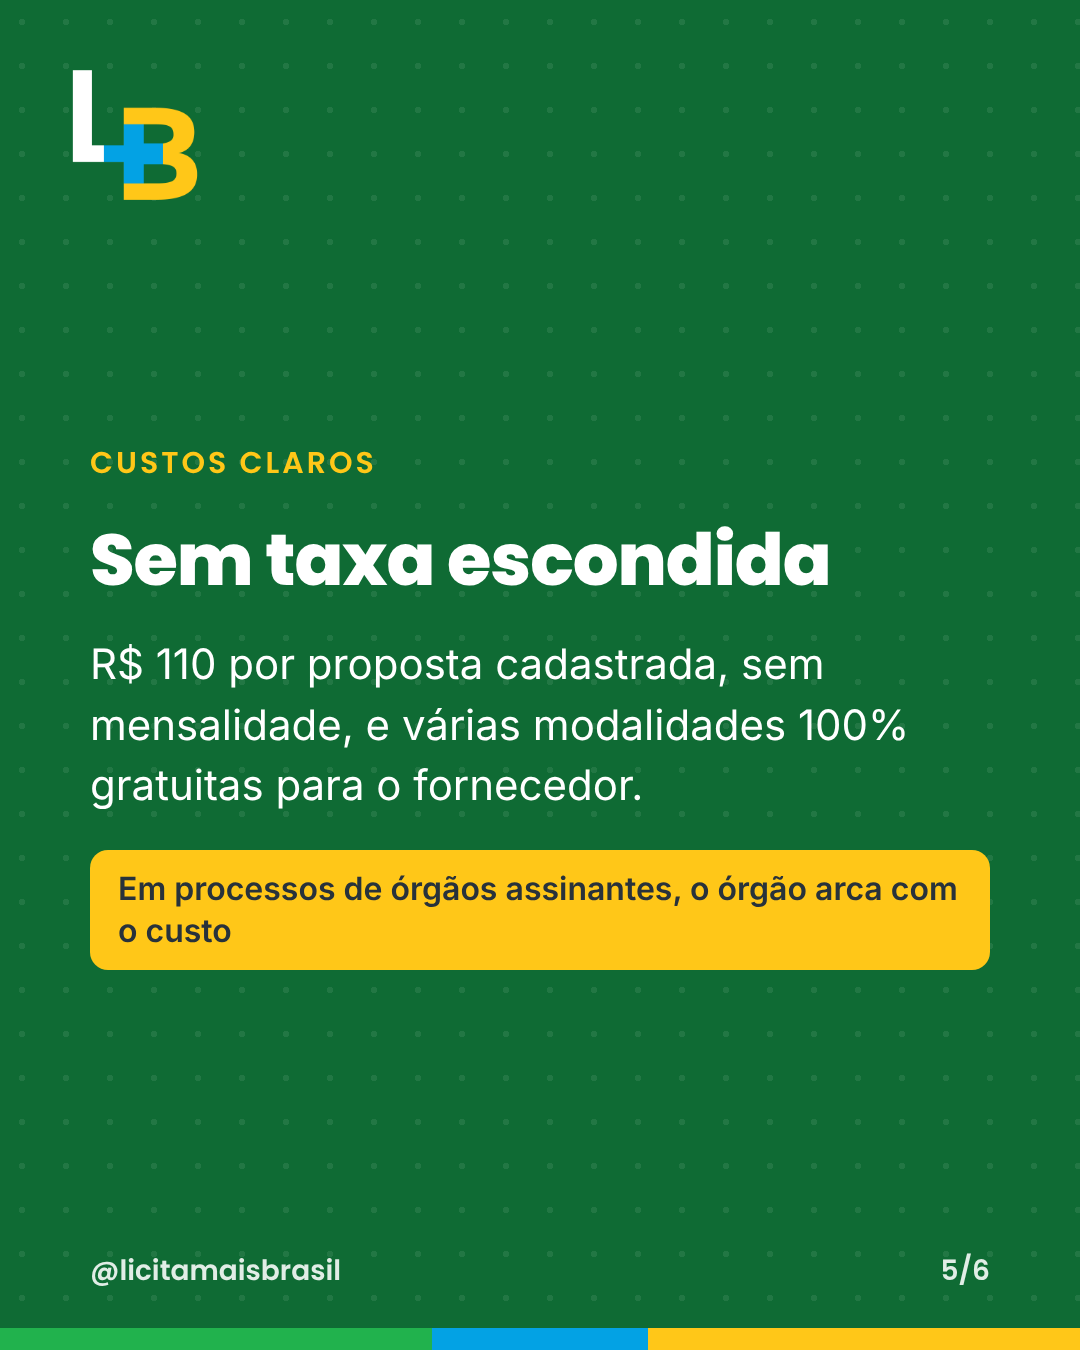 L+B
CUSTOS CLAROS
Sem taxa escondida
R$ 110 por proposta cadastrada, sem
mensalidade, e várias modalidades 100%
gratuitas para o fornecedor.
Em processos de órgãos assinantes, o órgão arca com
o custo
@licitamaisbrasil
5/6